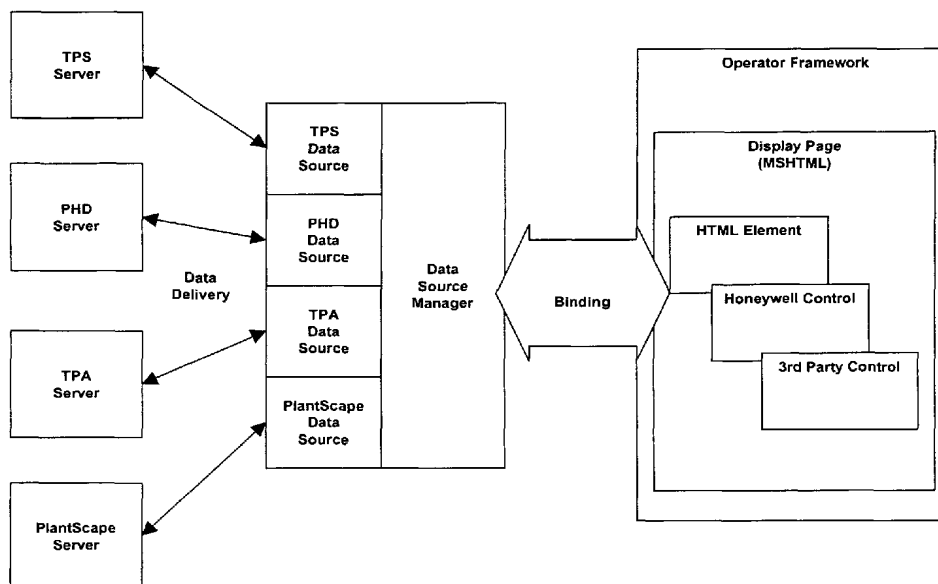 TPS
Server
PHD
Server
Data
Delivery
TPA
Server
PlantScape
Server
TPS
Data
Source
PHD
Data
Source
TPA
Data
Source
PlantScape
Data
Source
Data
Source
Manager
Binding
Operator Framework
Display Page
(MSHTML)
HTML Element
Honeywell Control
3rd Party Control